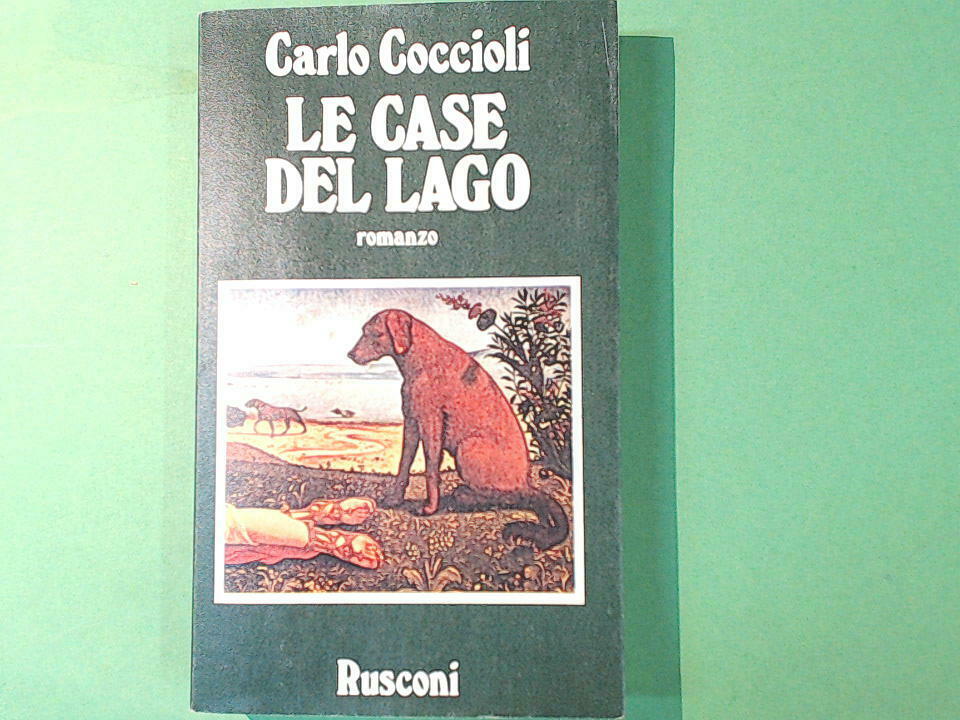 Carlo Coccioli
LE CASE
DEL LAGO
romanzo
Rusconi